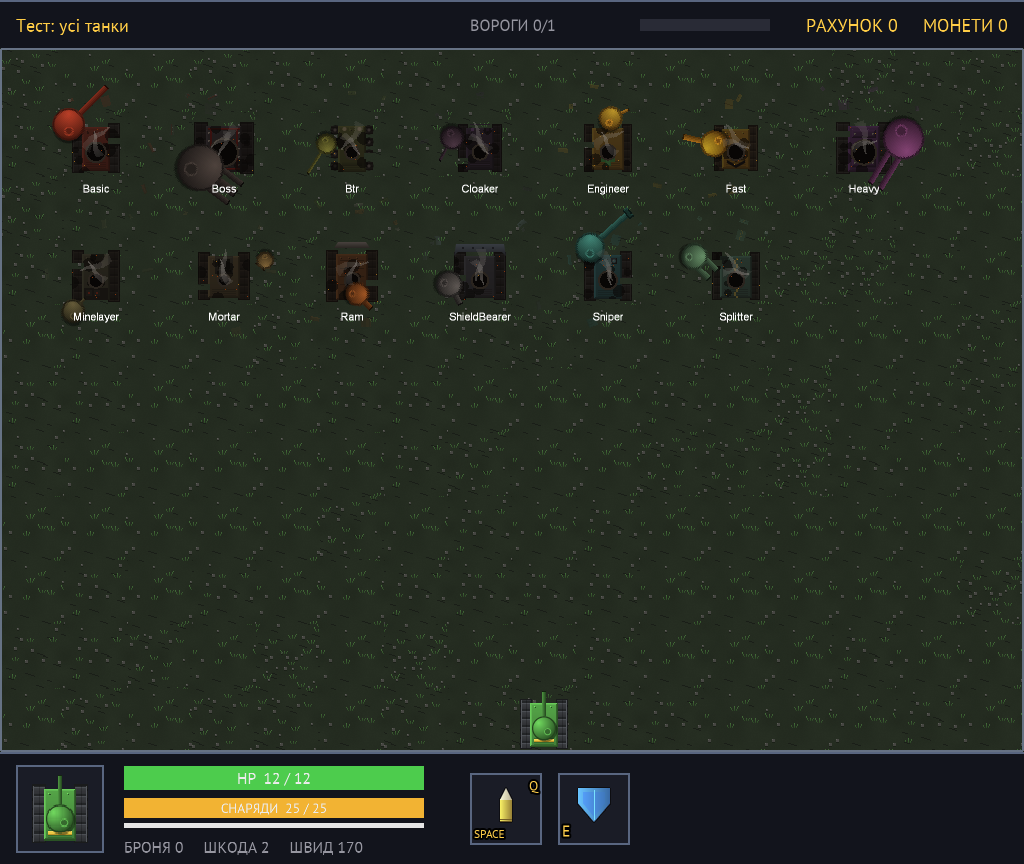 Тест: усі танки
ВОРОГИ 0/1
РАХУНОК 0
МОНЕТИ 0
Basic
Boss
Btr
Cloaker
Engineer
Fast
Heavy
Minelayer
Mortar
Ram
ShieldBearer
Sniper
Splitter
HP 12 / 12
СНАРЯДИ 25 / 25
БРОНЯ 0
ШКОДА 2
ШВИД 170
Q
SPACE
E